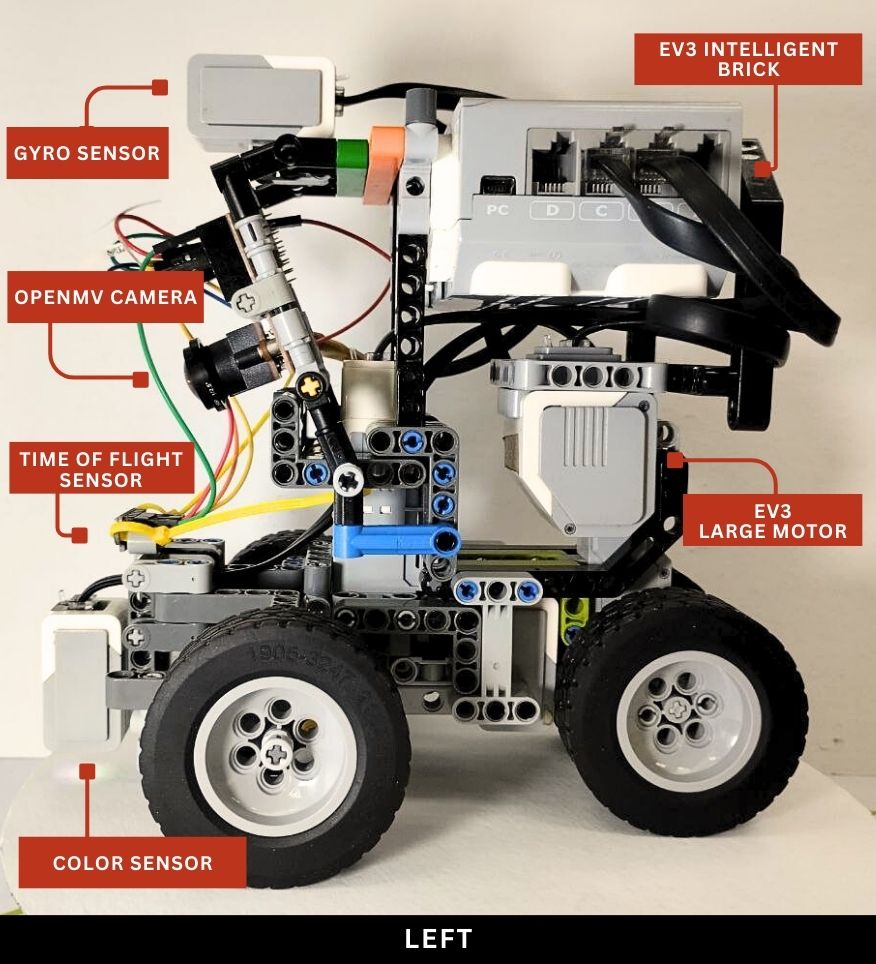 EV3 INTELLIGENT
BRICK
GYRO SENSOR
PC
D
C
OPENMV CAMERA
TIME OF FLIGHT
SENSOR
EV3
LARGE MOTOR
COLOR SENSOR
LEFT